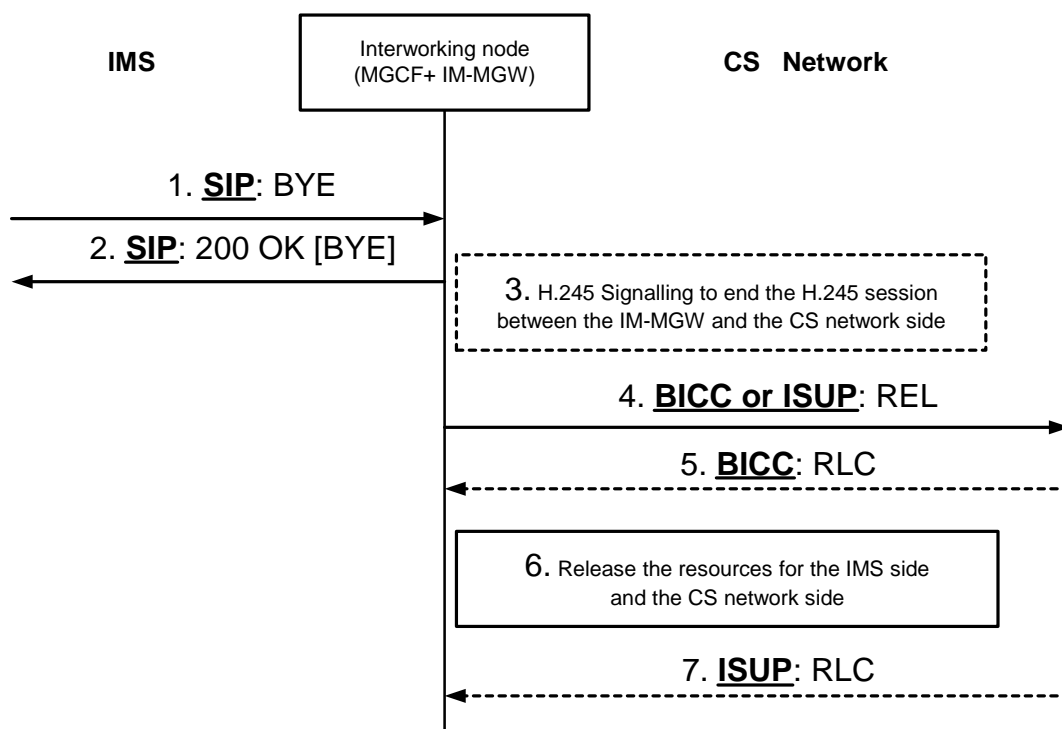 IMS
Interworking node
(MGCF+ IM-MGW)
CS Network
1. SIP: BYE
2. SIP: 200 OK [BYE]
3. H.245 Signalling to end the H.245 session
between the IM-MGW and the CS network side
4. BICC or ISUP: REL
5. BICC: RLC
6. Release the resources for the IMS side
and the CS network side
7. ISUP: RLC